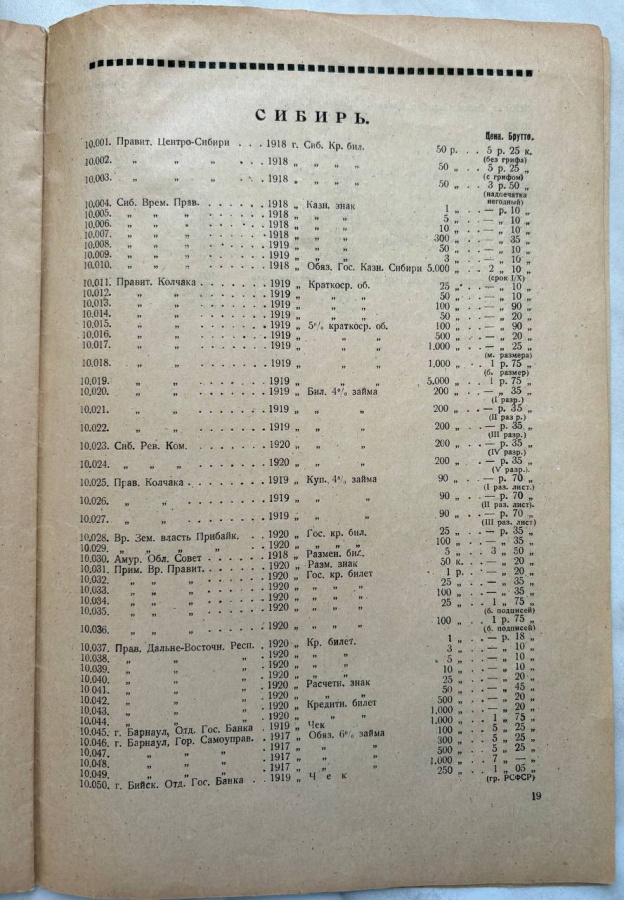 СИБИРЬ.
Цена. Брутто.
10.001. Правит. Центро-Сибири . . . 1918 г. Сиб. Кр. бил. 50 р. . . 5 р. 25 к.
(без грифа)
10.002. „ „ „ . . . 1918 „ „ „ „ 50 „ . . 5 р. 25 „
(с грифом)
10.003. „ „ „ . . . 1918 „ „ „ „ 50 „ . . 3 р. 50 „
(надпечатка
негодный)
10.004. Сиб. Врем. Прав. . . . . . . 1918 „ Казн. знак 1 „ . . — р. 10 „
10.005. „ „ „ . . . . . . 1918 „ „ „ 5 „ . . — „ 10 „
10.006. „ „ „ . . . . . . 1918 „ „ „ 10 „ . . — „ 10 „
10.007. „ „ „ . . . . . . 1918 „ „ „ 300 „ . . — „ 35 „
10.008. „ „ „ . . . . . . 1919 „ „ „ 50 „ . . — „ 10 „
10.009. „ „ „ . . . . . . 1919 „ „ „ 3 „ . . — „ 10 „
10.010. „ „ „ . . . . . . 1918 „ Обяз. Гос. Казн. Сибири 5.000 „ . . 2 „ 10 „
(срок I/X)
10.011. Правит. Колчака . . . . . . . 1919 „ Краткоср. об. 25 „ . . — „ 10 „
10.012. „ „ . . . . . . . 1919 „ „ „ 50 „ . . — „ 10 „
10.013. „ „ . . . . . . . 1919 „ „ „ 100 „ . . — „ 90 „
10.014. „ „ . . . . . . . 1919 „ „ „ 50 „ . . — „ 20 „
10.015. „ „ . . . . . . . 1919 „ 5% краткоср. об. 100 „ . . — „ 90 „
10.016. „ „ . . . . . . . 1919 „ „ „ 500 „ . . — „ 20 „
10.017. „ „ . . . . . . . 1919 „ „ „ 1.000 „ . . — „ 25 „
(м. размера)
10.018. „ „ . . . . . . . 1919 „ „ „ 1.000 „ . . 1 р. 75 „
(б. размер)
10.019. „ „ . . . . . . . 1919 „ „ „ 5.000 „ . . 1 р. 75 „
10.020. „ „ . . . . . . . 1919 „ Бил. 4% займа 200 „ . . — „ 35 „
(I разр.)
10.021. „ „ . . . . . . . 1919 „ „ „ 200 „ . . — р. 35 „
(II разр.)
10.022. „ „ . . . . . . . 1919 „ „ „ 200 „ . . — р. 35 „
(III разр.)
10.023. Сиб. Рев. Ком. . . . . . . . 1920 „ „ „ 200 „ . . — р. 35 „
(IV разр.)
10.024. „ „ „ . . . . . . . 1920 „ „ „ 200 „ . . — р. 35 „
(V разр.)
10.025. Прав. Колчака . . . . . . . . 1919 „ Куп. 4% займа 90 „ . . — р. 70 „
(I раз. лист.)
10.026. „ „ . . . . . . . 1919 „ „ „ 90 „ . . — р. 70 „
(II раз. лист).
10.027. „ „ . . . . . . . 1919 „ „ „ 90 „ . . — р. 70 „
(III раз. лист)
10.028. Вр. Зем. власть Прибайк. . . 1920 „ Гос. кр. бил. 25 „ . . — р. 35 „
10.029. „ „ „ „ . . 1920 „ „ „ „ 100 „ . . — „ 35 „
10.030. Амур. Обл. Совет . . . . . . 1918 „ Размен. бил. 5 „ . . 3 „ 50 „
10.031. Прим. Вр. Правит. . . . . . . 1920 „ Разм. знак 50 к. . . — „ 20 „
10.032. „ „ „ . . . . . . 1920 „ Гос. кр. билет 1 р. . . — „ 20 „
10.033. „ „ „ . . . . . . 1920 „ „ „ „ 25 „ . . — „ 35 „
10.034. „ „ „ . . . . . . 1920 „ „ „ „ 100 „ . . — „ 35 „
10.035. „ „ „ . . . . . . 1920 „ „ „ „ 25 „ . . 1 „ 75 „
(б. подписей)
10.036. „ „ „ . . . . . . 1920 „ „ „ „ 100 „ . . 1 р. 75 „
(б. подписей)
10.037. Прав. Дальне-Восточн. Респ. . 1920 „ Кр. билет. 1 „ . . — р. 18 „
10.038. „ „ „ . 1920 „ „ „ 3 „ . . — „ 10 „
10.039. „ „ „ . 1920 „ „ „ 5 „ . . — „ 10 „
10.040. „ „ „ . 1920 „ „ „ 10 „ . . — „ 10 „
10.041. „ „ „ . 1920 „ Расчетн. знак 25 „ . . — „ 20 „
10.042. „ „ „ . 1920 „ „ „ 50 „ . . — „ 45 „
10.043. „ „ „ . 1920 „ Кредитн. билет 500 „ . . — „ 20 „
10.044. „ „ „ . 1920 „ „ „ 1.000 „ . . — „ 20 „
10.045. г. Барнаул, Отд. Гос. Банка . 1919 „ Чек 1.000 „ . . 1 „ 75 „
10.046. г. Барнаул, Гор. Самоуправ. . 1917 „ Обяз. 6% займа 100 „ . . 5 „ 25 „
10.047. „ „ „ . 1917 „ „ „ 300 „ . . 5 „ 25 „
10.048. „ „ „ . 1917 „ „ „ 500 „ . . 5 „ 25 „
10.049. „ „ „ . 1917 „ „ „ 1.000 „ . . 7 „ — „
10.050. г. Бийск. Отд. Гос. Банка . . 1919 „ Чек 250 „ . . 1 „ 05 „
(гр. РСФСР)
19